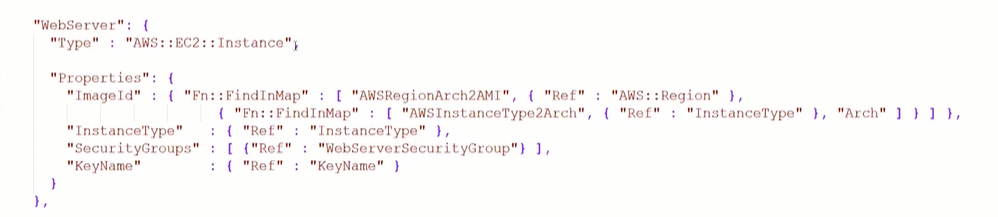 "WebServer": {
"Type" : "AWS::EC2::Instance",
"Properties": {
"ImageId" : { "Fn::FindInMap" : [ "AWSRegionArch2AMI", { "Ref" : "AWS::Region" },
{ "Fn::FindInMap" : [ "AWSInstanceType2Arch", { "Ref" : "InstanceType" }, "Arch" ] } ] },
"InstanceType" : { "Ref" : "InstanceType" },
"SecurityGroups" : [ {"Ref" : "WebServerSecurityGroup"} ],
"KeyName" : { "Ref" : "KeyName" }
}
},